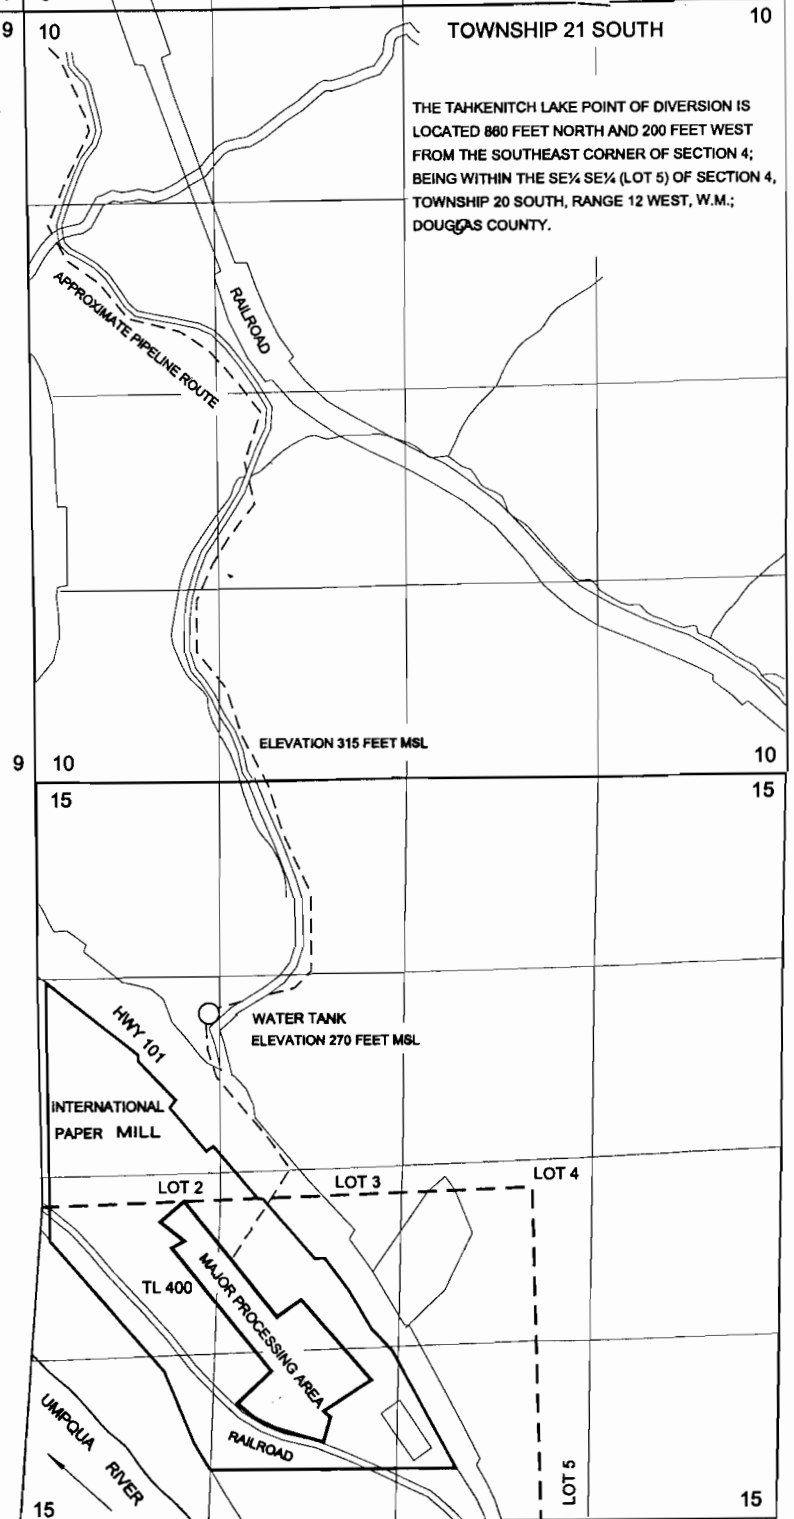 9
10
TOWNSHIP 21 SOUTH
10
THE TAHKENITCH LAKE POINT OF DIVERSION IS
LOCATED 860 FEET NORTH AND 200 FEET WEST
FROM THE SOUTHEAST CORNER OF SECTION 4;
BEING WITHIN THE SE¼ SE¼ (LOT 5) OF SECTION 4,
TOWNSHIP 20 SOUTH, RANGE 12 WEST, W.M.;
DOUGLAS COUNTY.
RAILROAD
APPROXIMATE PIPELINE ROUTE
ELEVATION 315 FEET MSL
9
10
10
15
15
WATER TANK
ELEVATION 270 FEET MSL
HWY 101
INTERNATIONAL
PAPER MILL
LOT 2
LOT 3
LOT 4
TL 400
MAJOR PROCESSING AREA
RAILROAD
UMPQUA RIVER
LOT 5
15
15